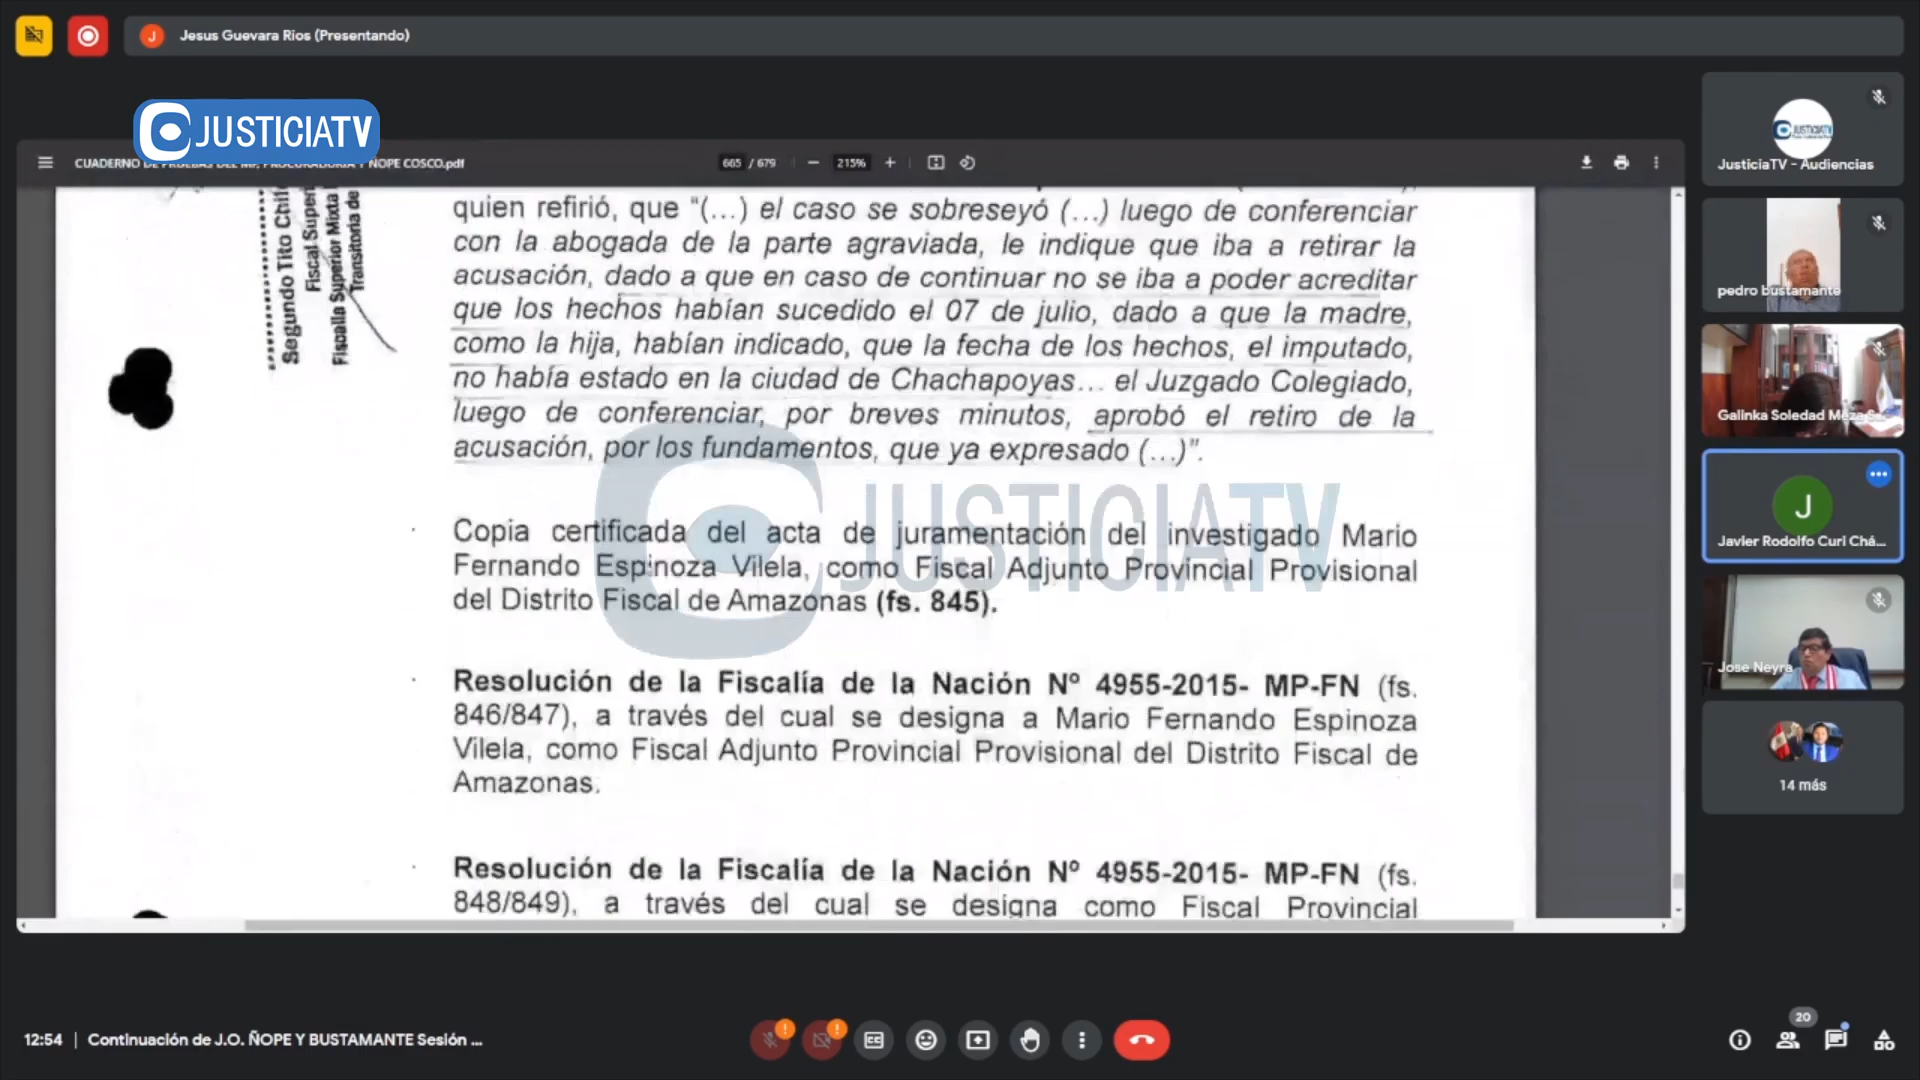 J Jesus Guevara Rios (Presentando)
JUSTICIATV
CUADERNO DE PRUEBAS DEL MP, PROCURADURIA Y NOPE COSCO.pdf
665 / 679
215%
Segundo Tito
Fiscal
Fiscalía Superior Mixta
Transitoria de
quien refirió, que "(...) el caso se sobreseyó (...) luego de conferenciar
con la abogada de la parte agraviada, le indique que iba a retirar la
acusación, dado a que en caso de continuar no se iba a poder acreditar
que los hechos habían sucedido el 07 de julio, dado a que la madre,
como la hija, habían indicado, que la fecha de los hechos, el imputado,
no había estado en la ciudad de Chachapoyas... el Juzgado Colegiado,
luego de conferenciar, por breves minutos, aprobó el retiro de la
acusación, por los fundamentos, que ya expresado (...)".
Copia certificada del acta de juramentación del investigado Mario
Fernando Espinoza Vilela, como Fiscal Adjunto Provincial Provisional
del Distrito Fiscal de Amazonas (fs. 845).
Resolución de la Fiscalía de la Nación Nº 4955-2015- MP-FN (fs.
846/847), a través del cual se designa a Mario Fernando Espinoza
Vilela, como Fiscal Adjunto Provincial Provisional del Distrito Fiscal de
Amazonas.
Resolución de la Fiscalía de la Nación Nº 4955-2015- MP-FN (fs.
848/849), a través del cual se designa como Fiscal Provincial
JUSTICIATV
JUSTICIATV
JusticiaTV - Audiencias
pedro bustamante
Galinka Soledad Meza
J
Javier Rodolfo Curi Chá...
Jose Neyra
14 más
12:54 | Continuación de J.O. ÑOPE Y BUSTAMANTE Sesión ...
20